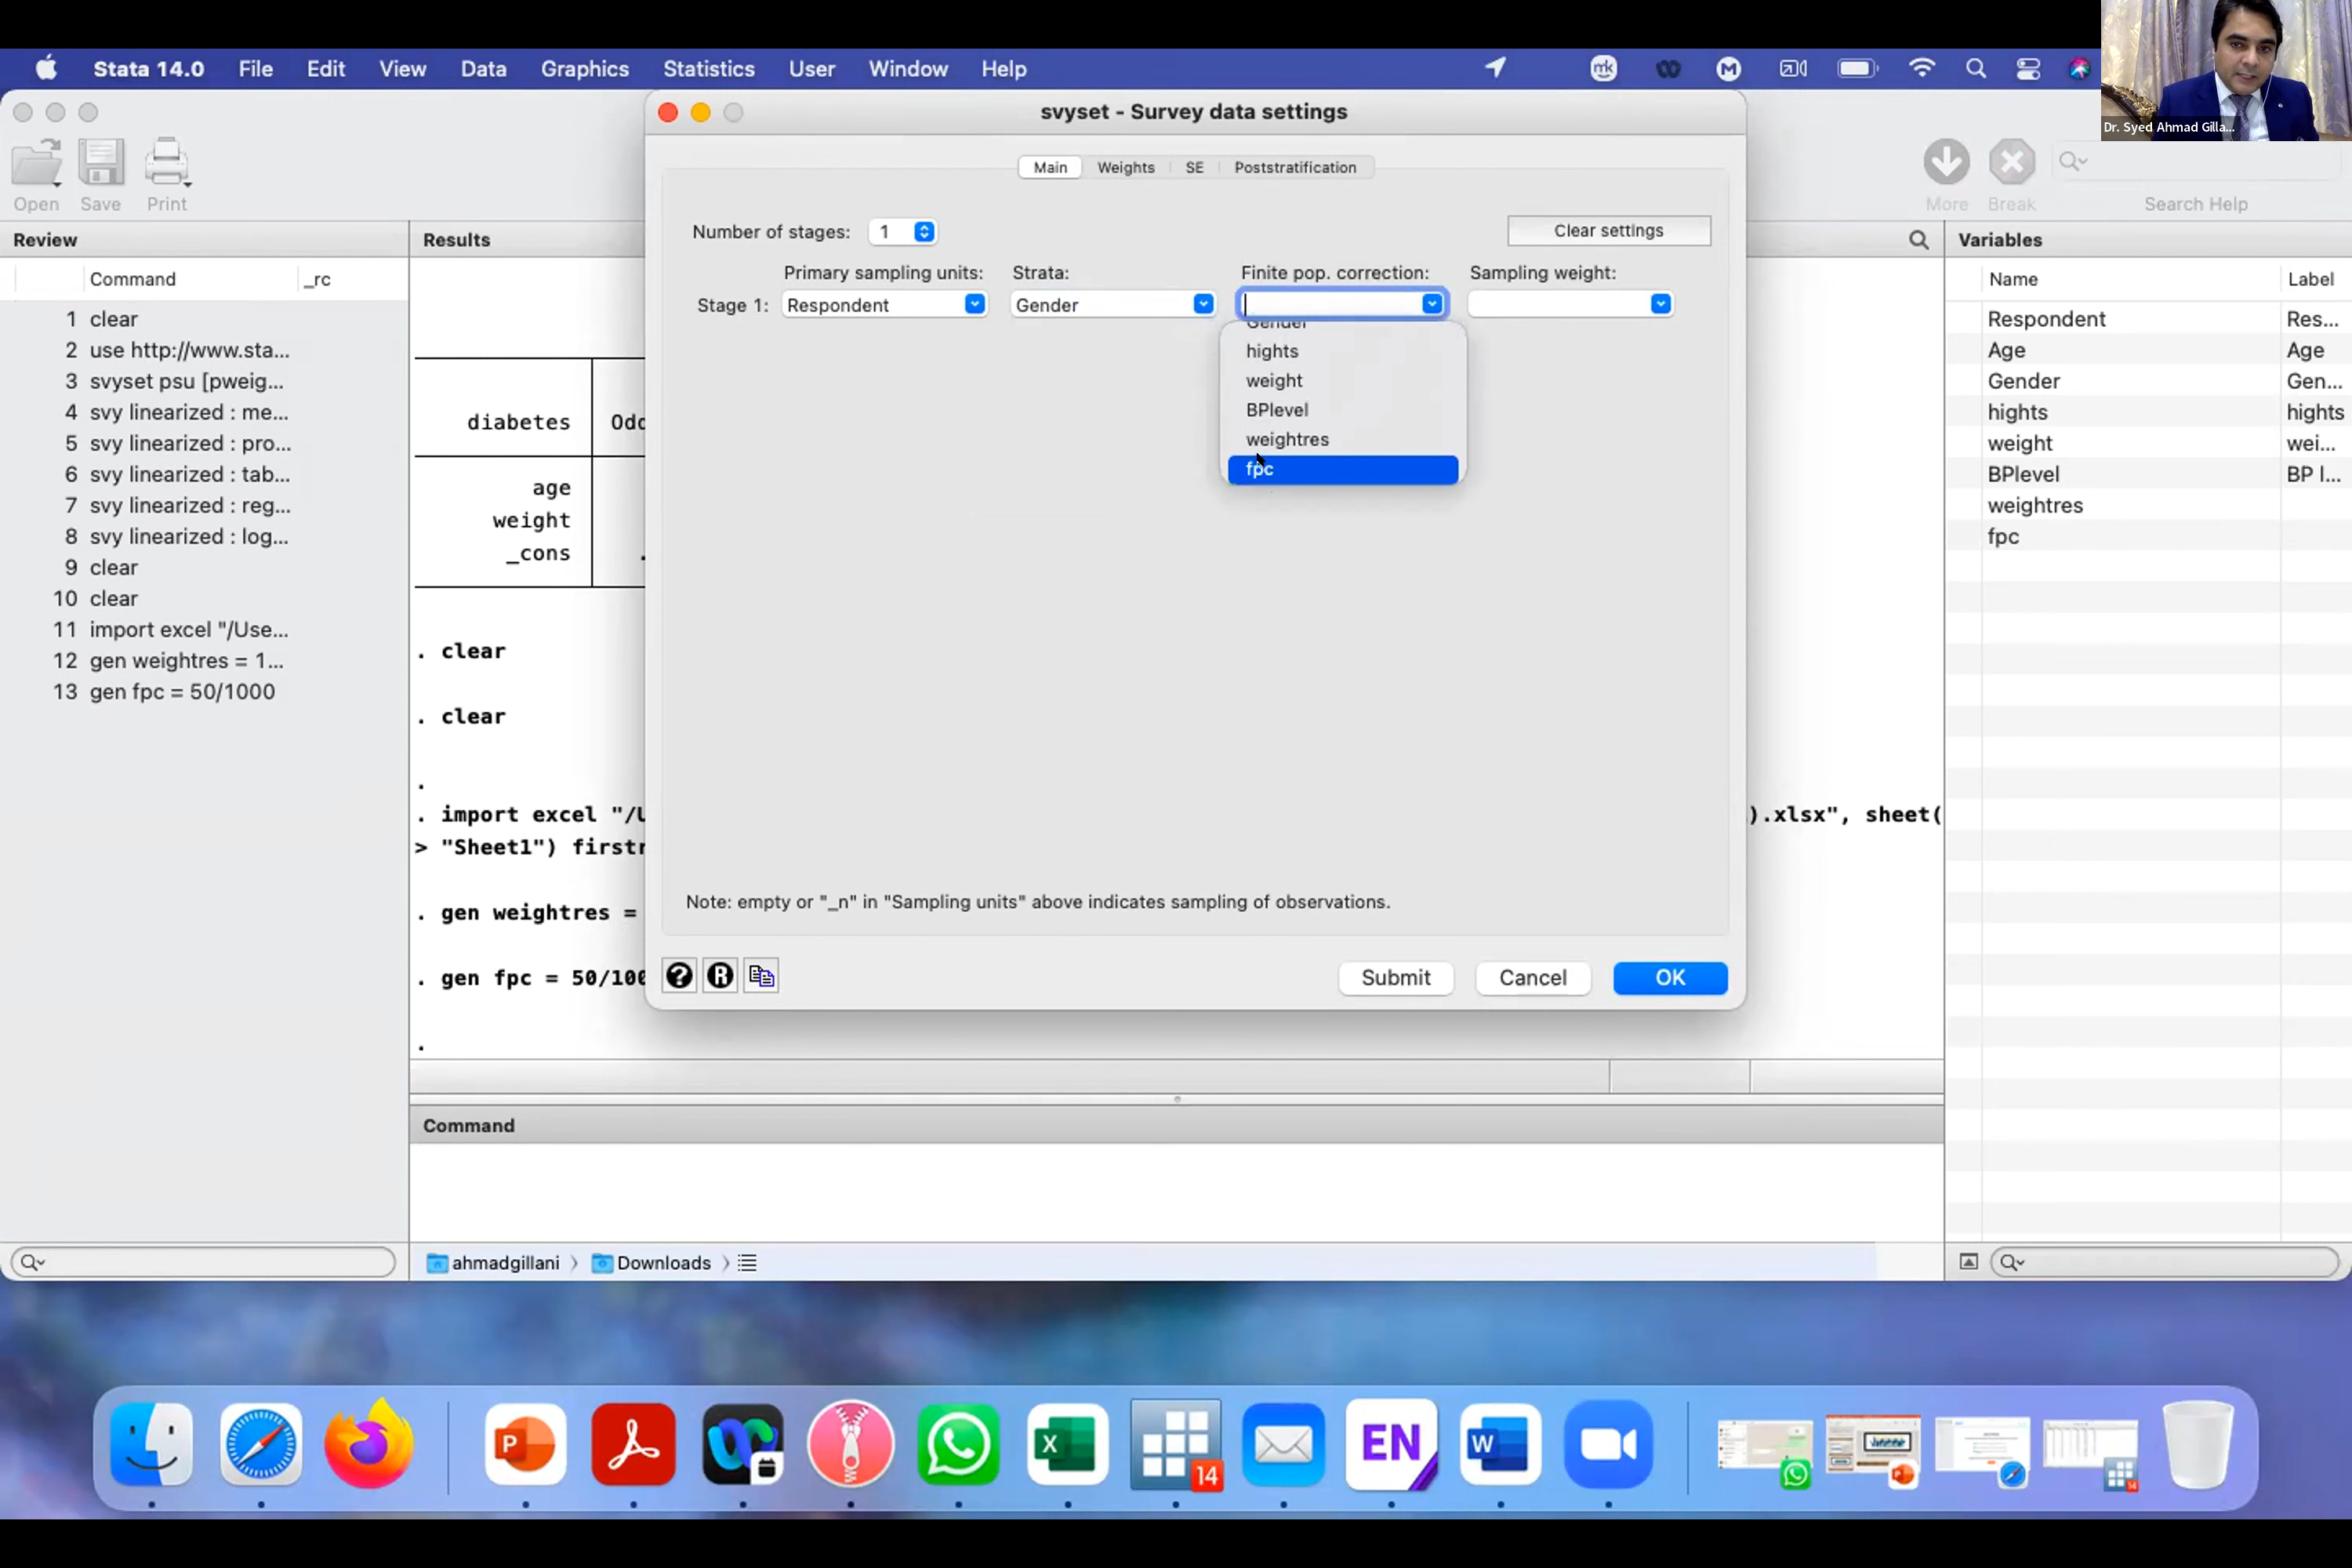 Stata 14.0 File Edit View Data Graphics Statistics User Window Help
Dr. Syed Ahmad Gilla...
svyset - Survey data settings
Open Save Print
More Break Search Help
Main Weights SE Poststratification
Number of stages: 1 Clear settings
Primary sampling units: Strata: Finite pop. correction: Sampling weight:
Stage 1: Respondent Gender
Gender
hights
weight
BPlevel
weightres
fpc
Note: empty or "_n" in "Sampling units" above indicates sampling of observations.
Submit Cancel OK
Review
Command _rc
1 clear
2 use http://www.sta...
3 svyset psu [pweig...
4 svy linearized : me...
5 svy linearized : pro...
6 svy linearized : tab...
7 svy linearized : reg...
8 svy linearized : log...
9 clear
10 clear
11 import excel "/Use...
12 gen weightres = 1...
13 gen fpc = 50/1000
Results
diabetes Odd
age
weight
_cons .
. clear
. clear
.
. import excel "/U ).xlsx", sheet(
> "Sheet1") firstr
. gen weightres =
. gen fpc = 50/100
.
Command
ahmadgillani Downloads
Variables
Name Label
Respondent Res...
Age Age
Gender Gen...
hights hights
weight wei...
BPlevel BP l...
weightres
fpc
P X 14 EN W